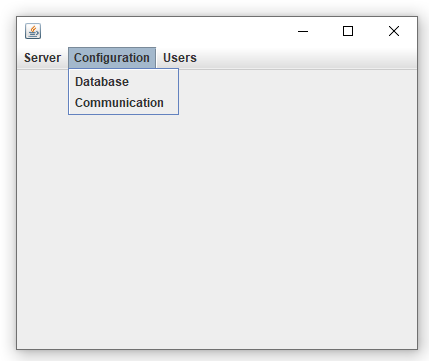 Server Configuration Users
Database
Communication